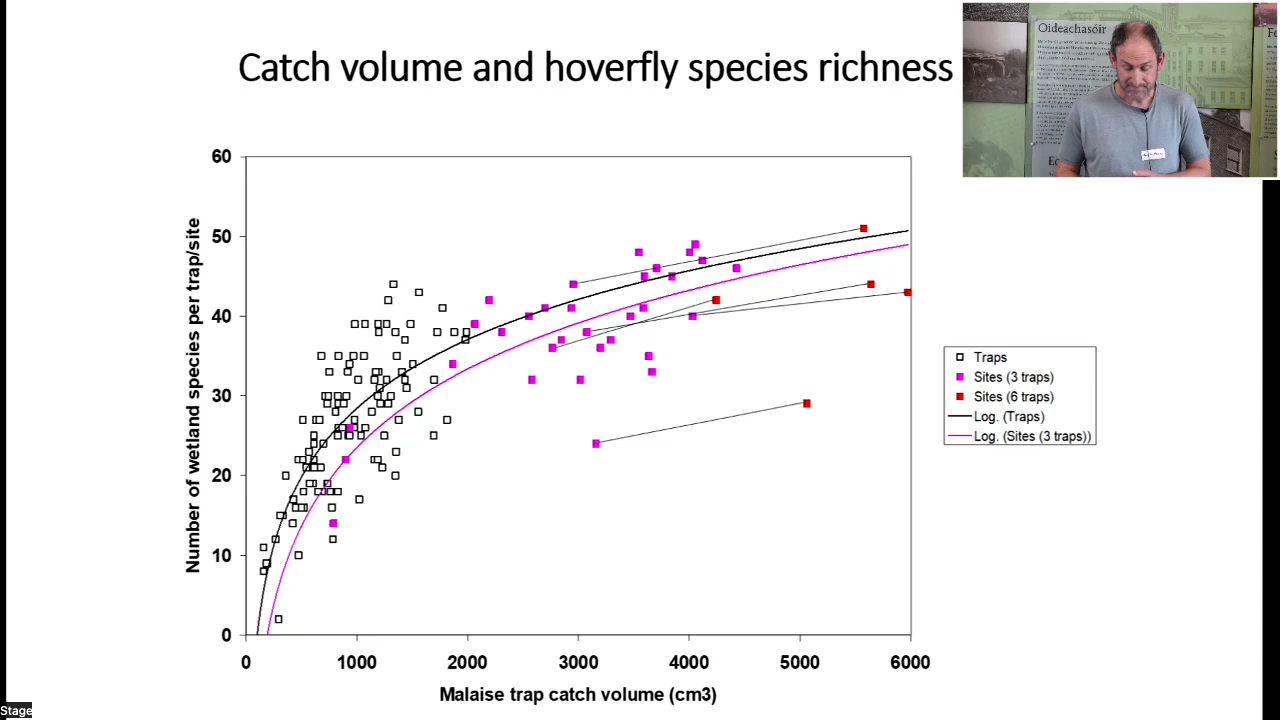 Catch volume and hoverfly species richness
Oideachasóir
60
50
40
30
20
10
0
Number of wetland species per trap/site
0 1000 2000 3000 4000 5000 6000
Malaise trap catch volume (cm3)
Traps
Sites (3 traps)
Sites (6 traps)
Log. (Traps)
Log. (Sites (3 traps))
Stage